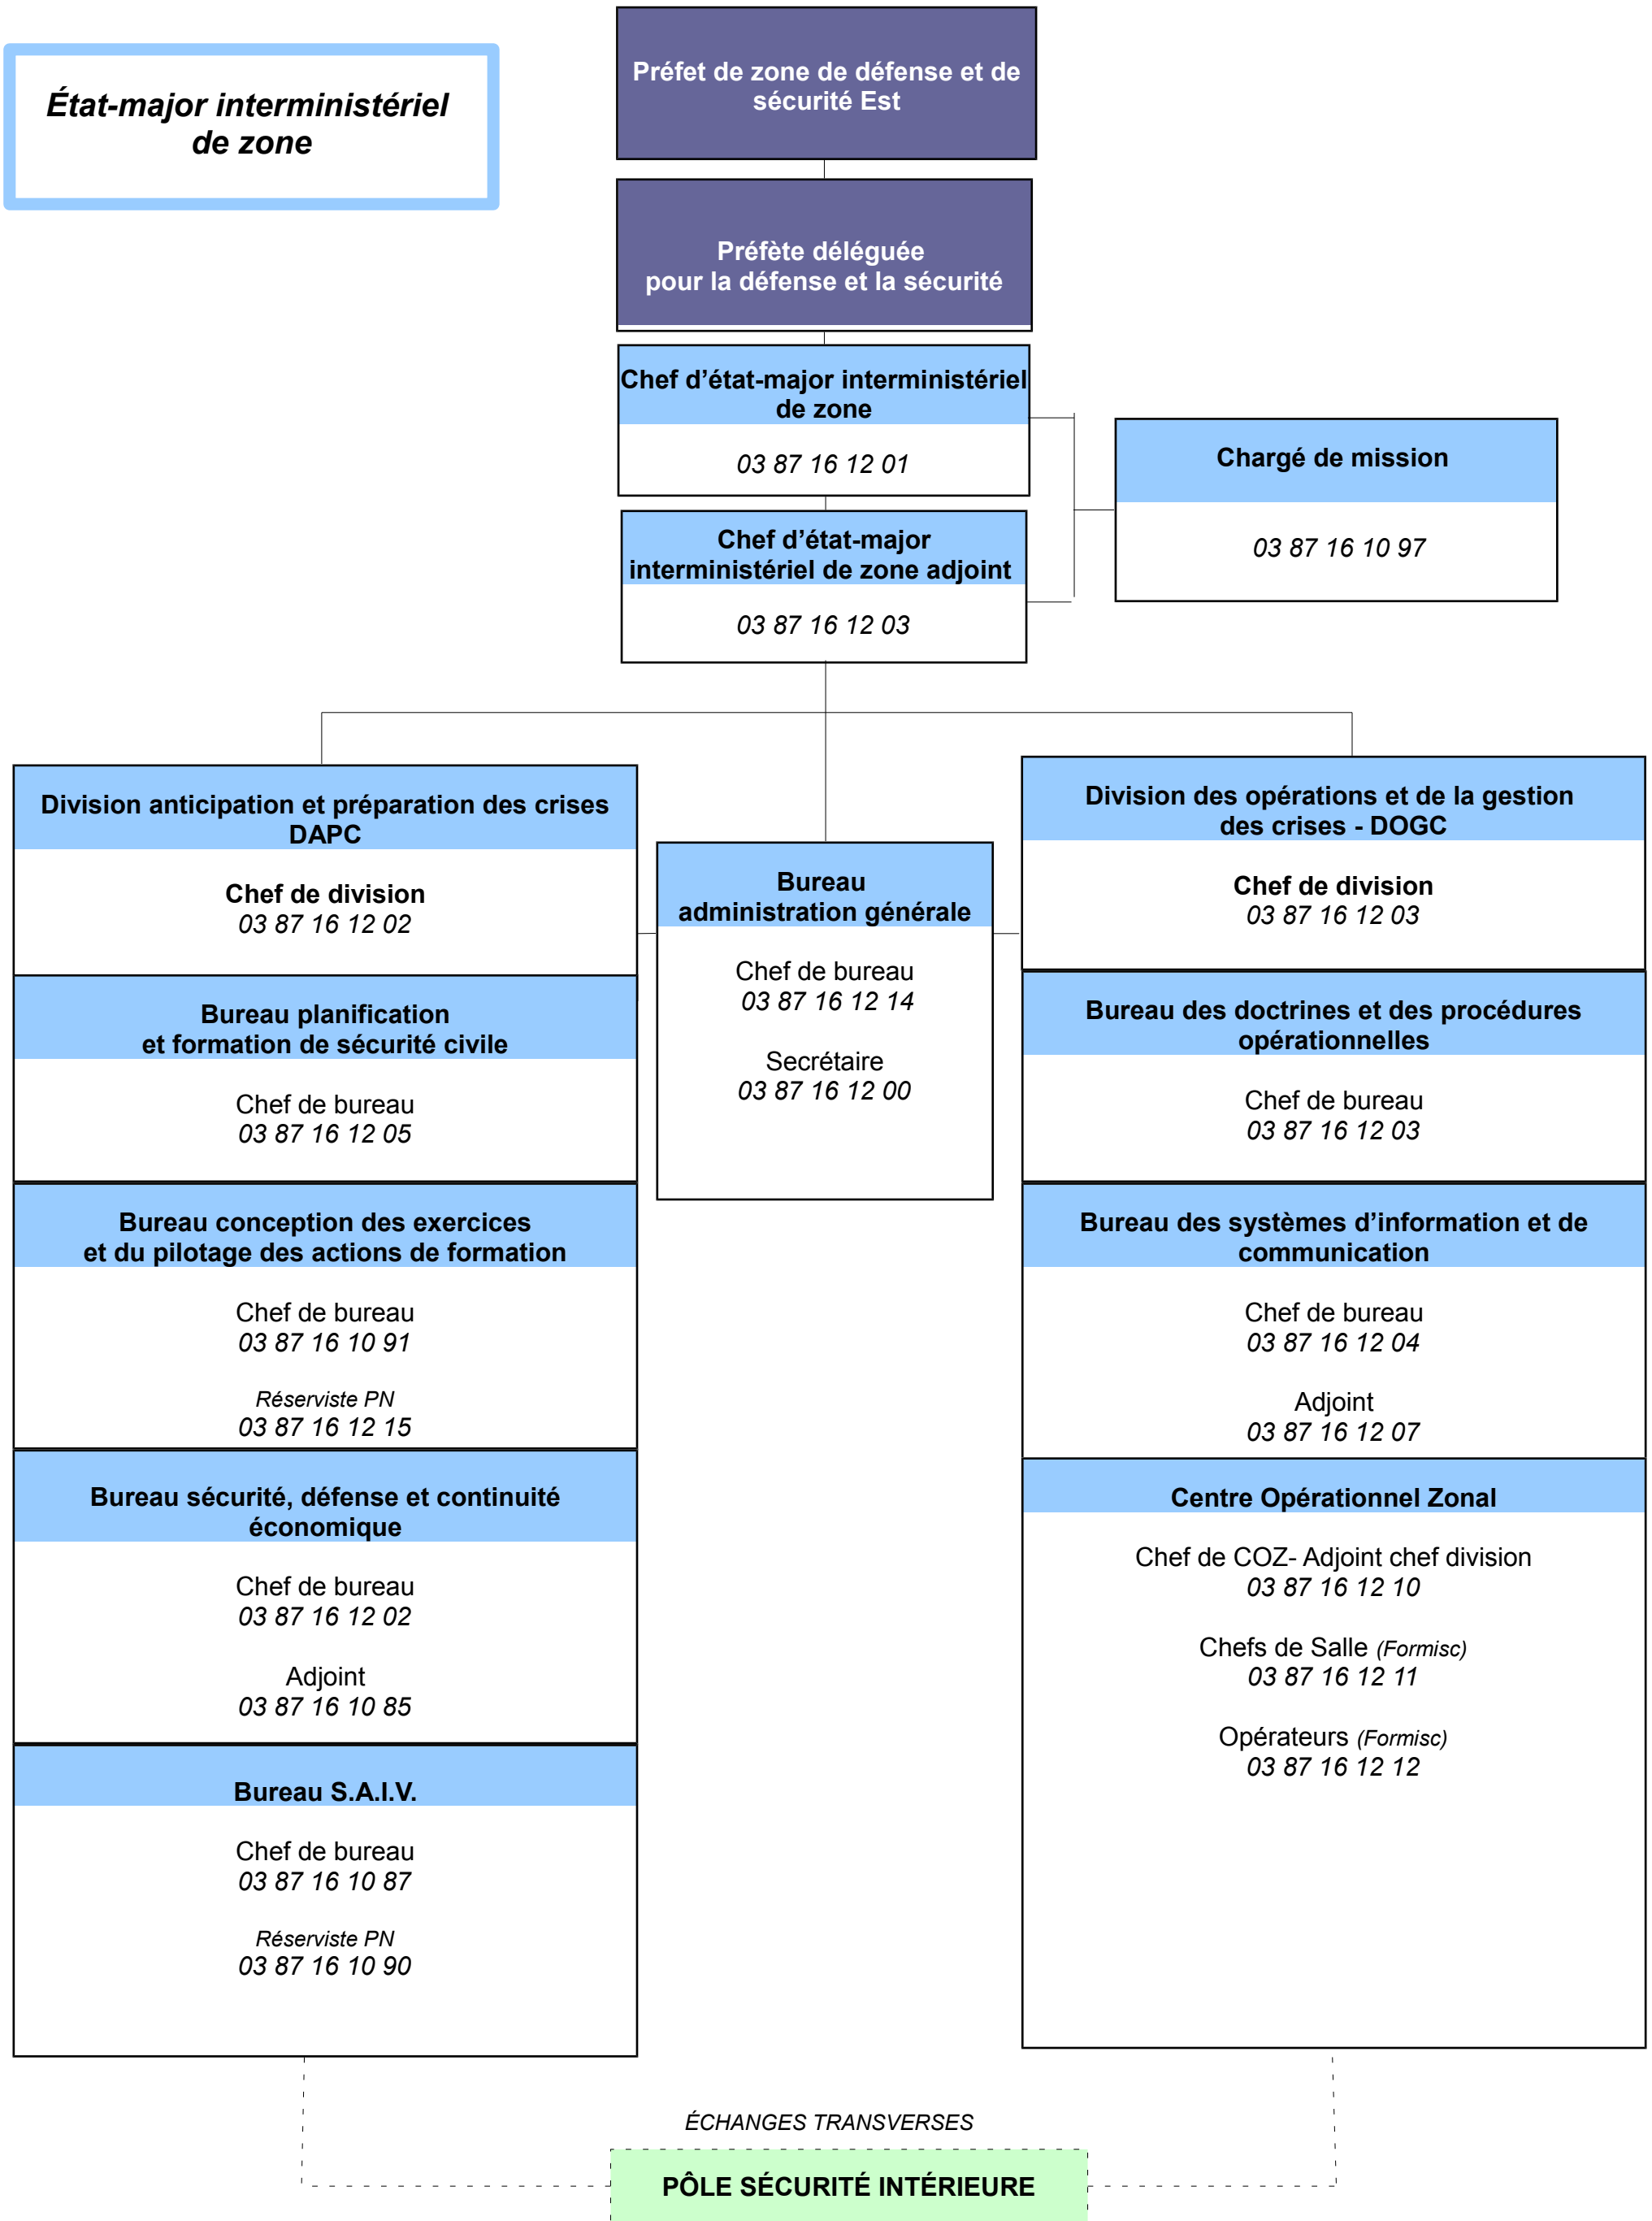 État-major interministériel
de zone
Préfet de zone de défense et de
sécurité Est
Préfète déléguée
pour la défense et la sécurité
Chef d’état-major interministériel
de zone
03 87 16 12 01
Chargé de mission
03 87 16 10 97
Chef d’état-major
interministériel de zone adjoint
03 87 16 12 03
Division anticipation et préparation des crises
DAPC
Chef de division
03 87 16 12 02
Bureau planification
et formation de sécurité civile
Chef de bureau
03 87 16 12 05
Bureau conception des exercices
et du pilotage des actions de formation
Chef de bureau
03 87 16 10 91
Réserviste PN
03 87 16 12 15
Bureau sécurité, défense et continuité
économique
Chef de bureau
03 87 16 12 02
Adjoint
03 87 16 10 85
Bureau S.A.I.V.
Chef de bureau
03 87 16 10 87
Réserviste PN
03 87 16 10 90
Bureau
administration générale
Chef de bureau
03 87 16 12 14
Secrétaire
03 87 16 12 00
Division des opérations et de la gestion
des crises - DOGC
Chef de division
03 87 16 12 03
Bureau des doctrines et des procédures
opérationnelles
Chef de bureau
03 87 16 12 03
Bureau des systèmes d’information et de
communication
Chef de bureau
03 87 16 12 04
Adjoint
03 87 16 12 07
Centre Opérationnel Zonal
Chef de COZ- Adjoint chef division
03 87 16 12 10
Chefs de Salle (Formisc)
03 87 16 12 11
Opérateurs (Formisc)
03 87 16 12 12
ÉCHANGES TRANSVERSES
PÔLE SÉCURITÉ INTÉRIEURE